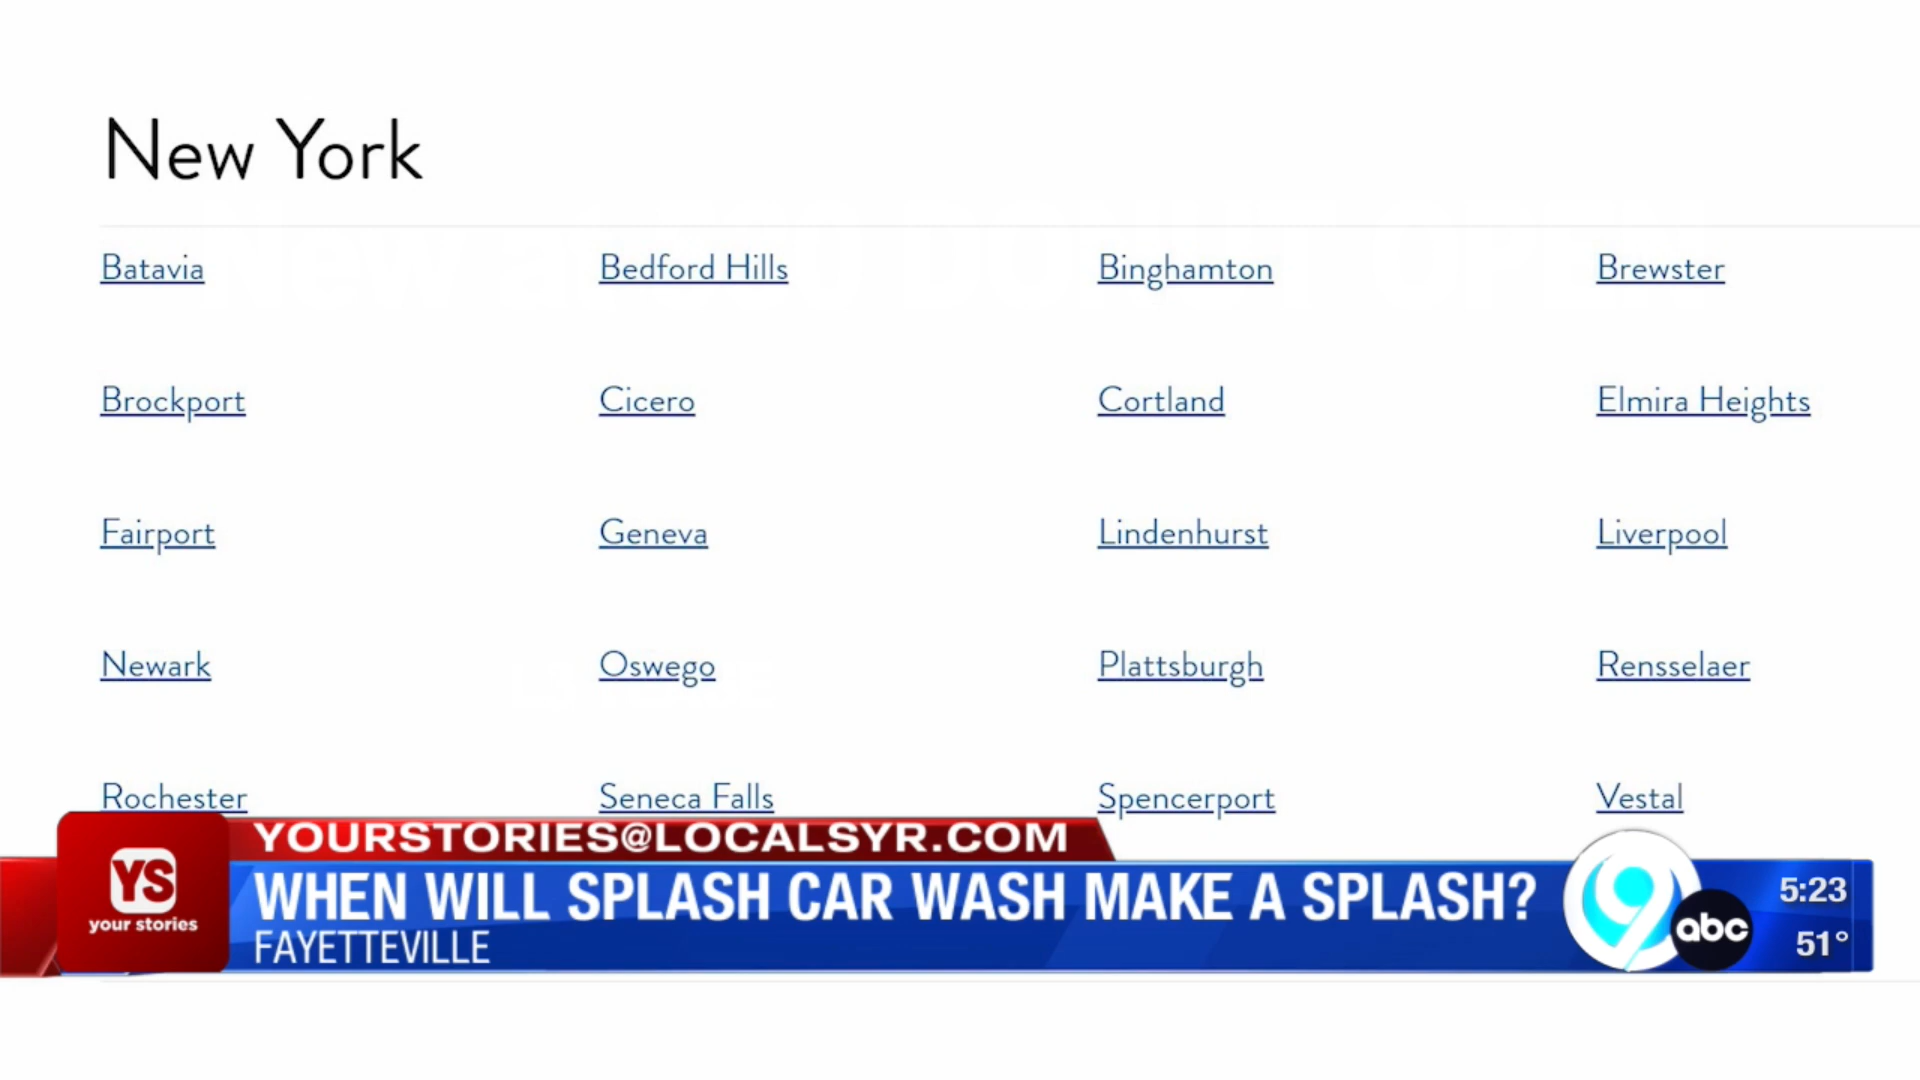 New York
Batavia Bedford Hills Binghamton Brewster
Brockport Cicero Cortland Elmira Heights
Fairport Geneva Lindenhurst Liverpool
Newark Oswego Plattsburgh Rensselaer
Rochester Seneca Falls Spencerport Vestal
YOURSTORIES@LOCALSYR.COM
YS
your stories
WHEN WILL SPLASH CAR WASH MAKE A SPLASH?
FAYETTEVILLE
9
abc
5:23
51°